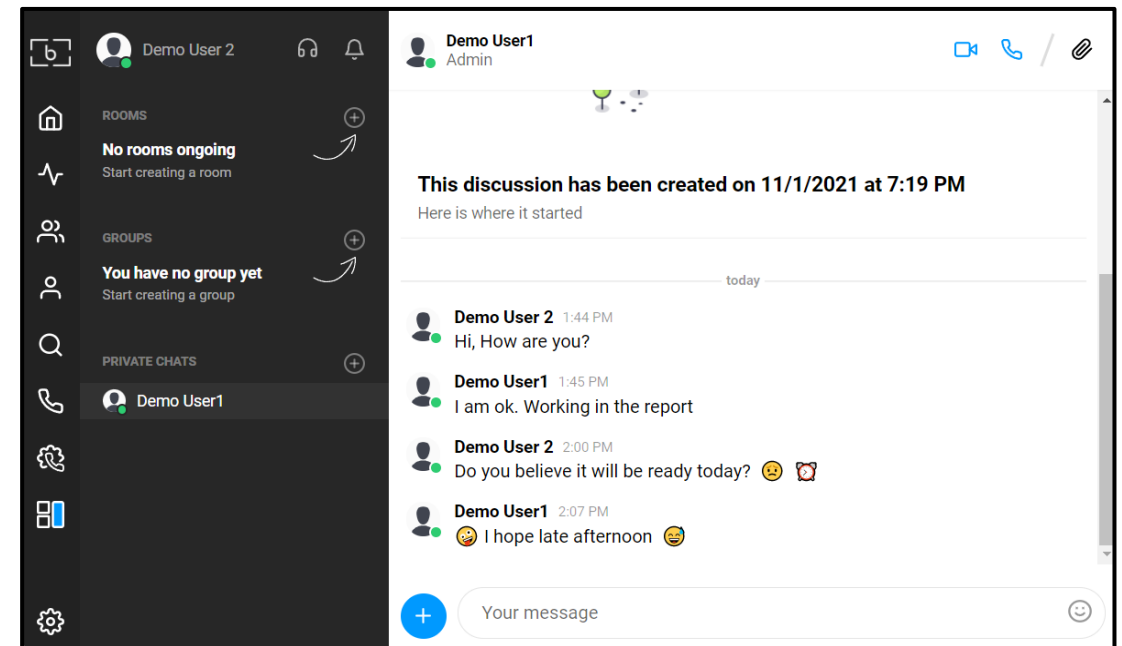 b
Demo User 2
ROOMS
No rooms ongoing
Start creating a room
GROUPS
You have no group yet
Start creating a group
PRIVATE CHATS
Demo User1
Demo User1
Admin
This discussion has been created on 11/1/2021 at 7:19 PM
Here is where it started
today
Demo User 2 1:44 PM
Hi, How are you?
Demo User1 1:45 PM
I am ok. Working in the report
Demo User 2 2:00 PM
Do you believe it will be ready today? 😟 ⏰
Demo User1 2:07 PM
🤪 I hope late afternoon 😅
Your message